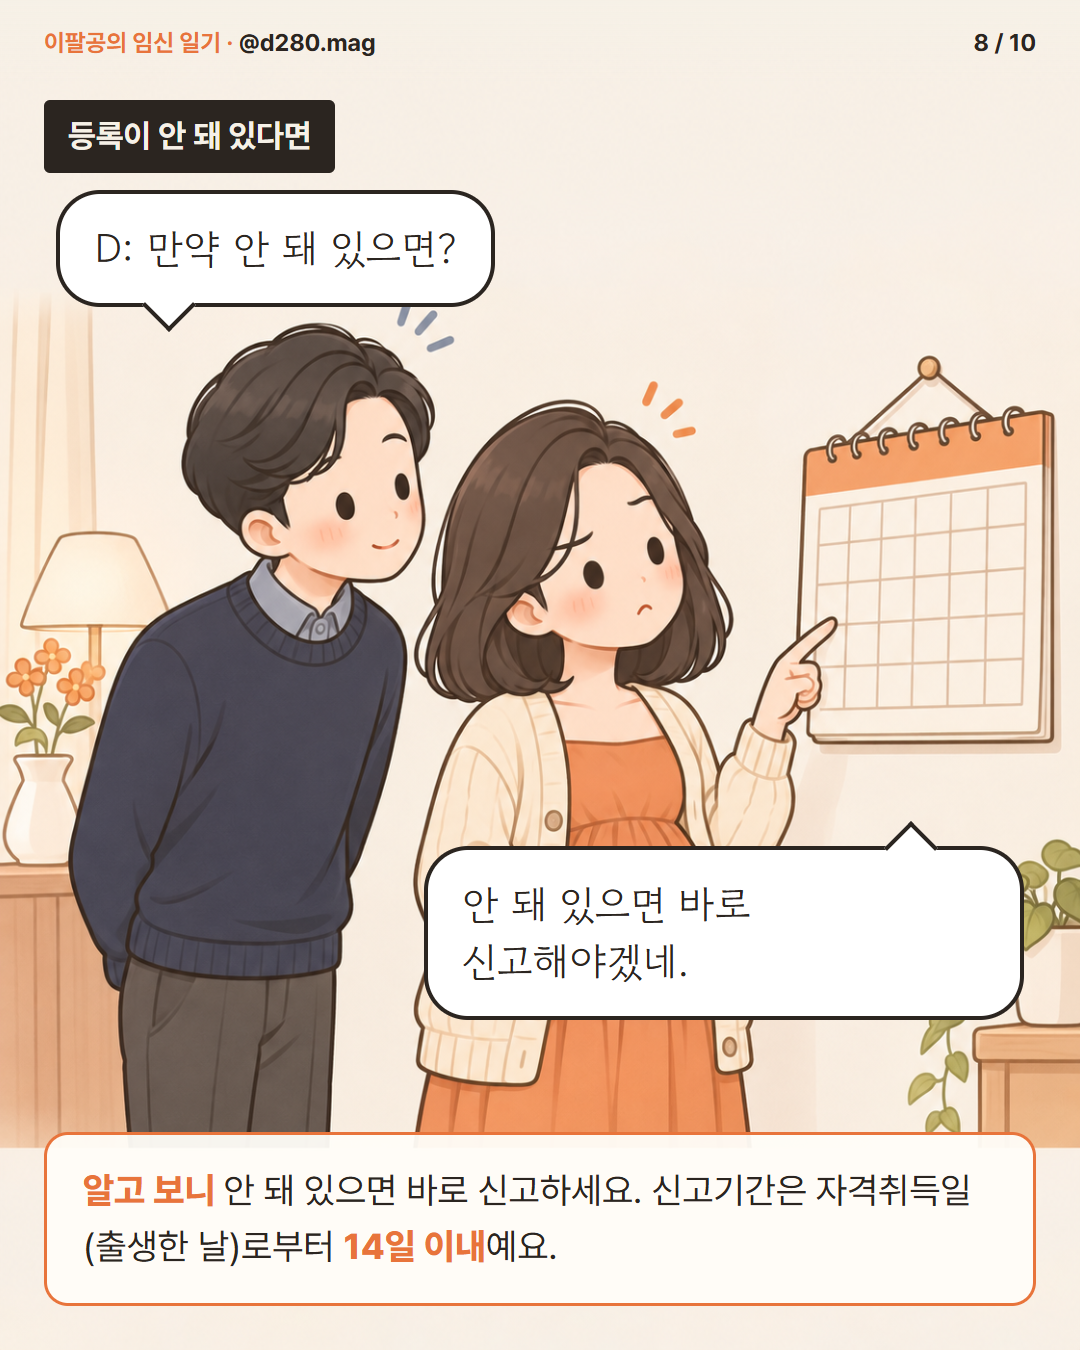 이팔공의 임신 일기 · @d280.mag
8 / 10
등록이 안 돼 있다면
D: 만약 안 돼 있으면?
안 돼 있으면 바로
신고해야겠네.
알고 보니 안 돼 있으면 바로 신고하세요. 신고기간은 자격취득일
(출생한 날)로부터 14일 이내예요.